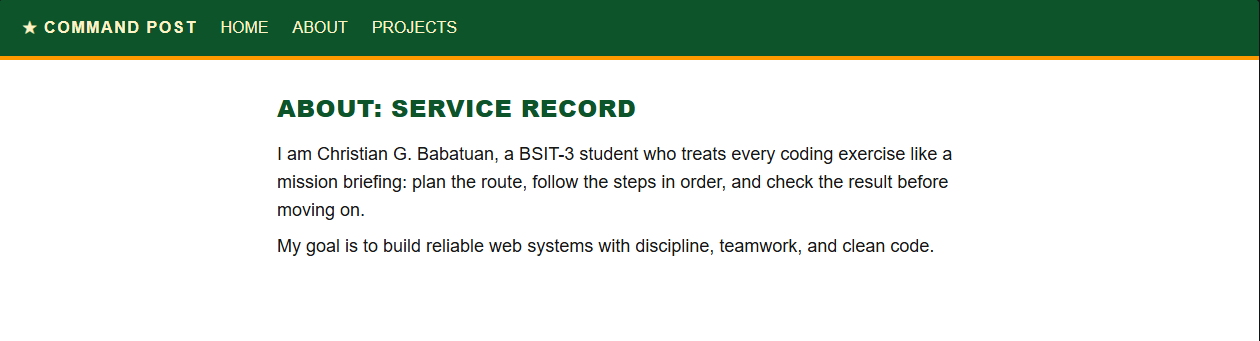 ★ COMMAND POST HOME ABOUT PROJECTS
ABOUT: SERVICE RECORD
I am Christian G. Babatuan, a BSIT-3 student who treats every coding exercise like a
mission briefing: plan the route, follow the steps in order, and check the result before
moving on.
My goal is to build reliable web systems with discipline, teamwork, and clean code.